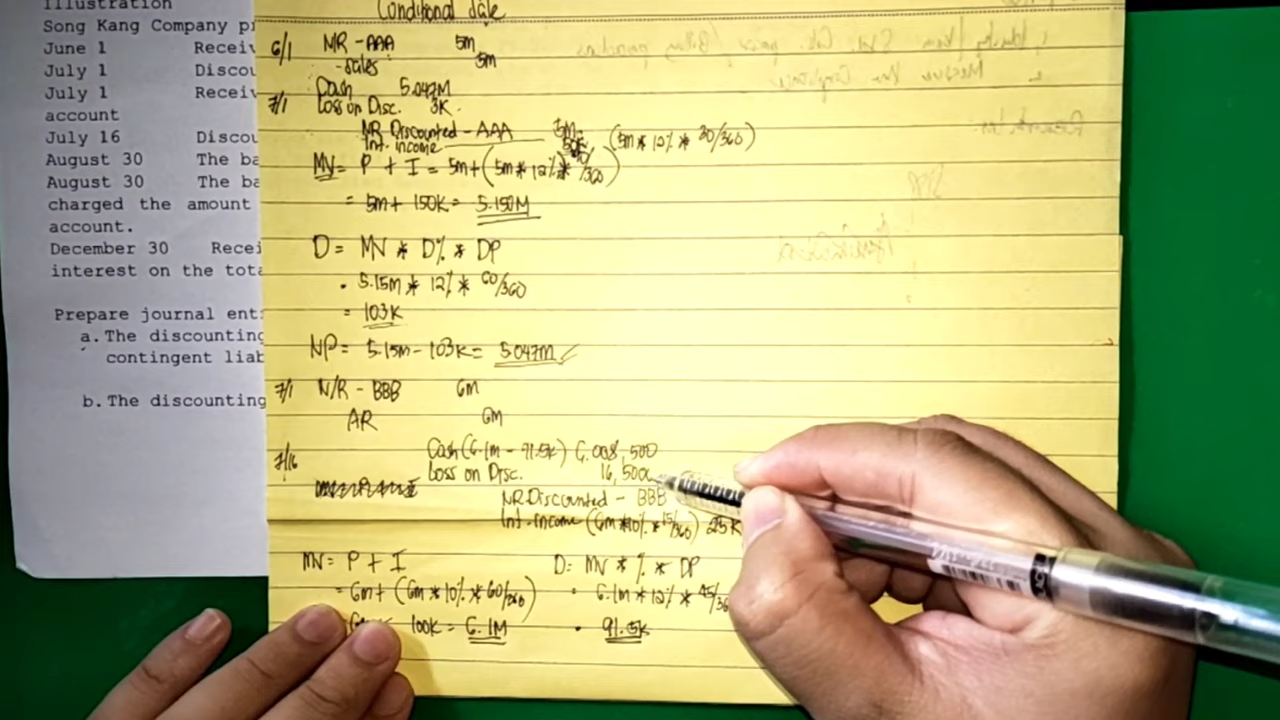 Illustration
Song Kang Company pr
June 1 Receiv
July 1 Discou
July 1 Receiv
account
July 16 Discou
August 30 The ba
August 30 The ba
charged the amount
account.
December 30 Recei
interest on the tota
Prepare journal ent
a. The discounting
contingent liab
b. The discounting
Conditional Sale
6/1 NR - AAA 5m
Sales 5m
7/1 Cash 5.047M
Loss on Disc. 3K
NR Discounted - AAA 5M
Int. income 50K (5m * 12% * 30/360)
MV = P + I = 5m + (5m * 12% * 90/360)
= 5m + 150K = 5.150M
D = MV * D% * DP
. 5.15m * 12% * 60/360
= 103K
NP = 5.15m - 103K = 5.047M ✓
7/1 N/R - BBB 6m
AR 6m
7/16 Cash (6.1m - 91.5K) 6,008,500
Loss on Disc. 16,500
NR Discounted - BBB
Int. income (6m * 10% * 15/360) 25K
MV = P + I
= 6m + (6m * 10% * 60/360)
100K = 6.1M
D = MV * % * DP
. 6.1m * 12% * 45/36
. 91.5K